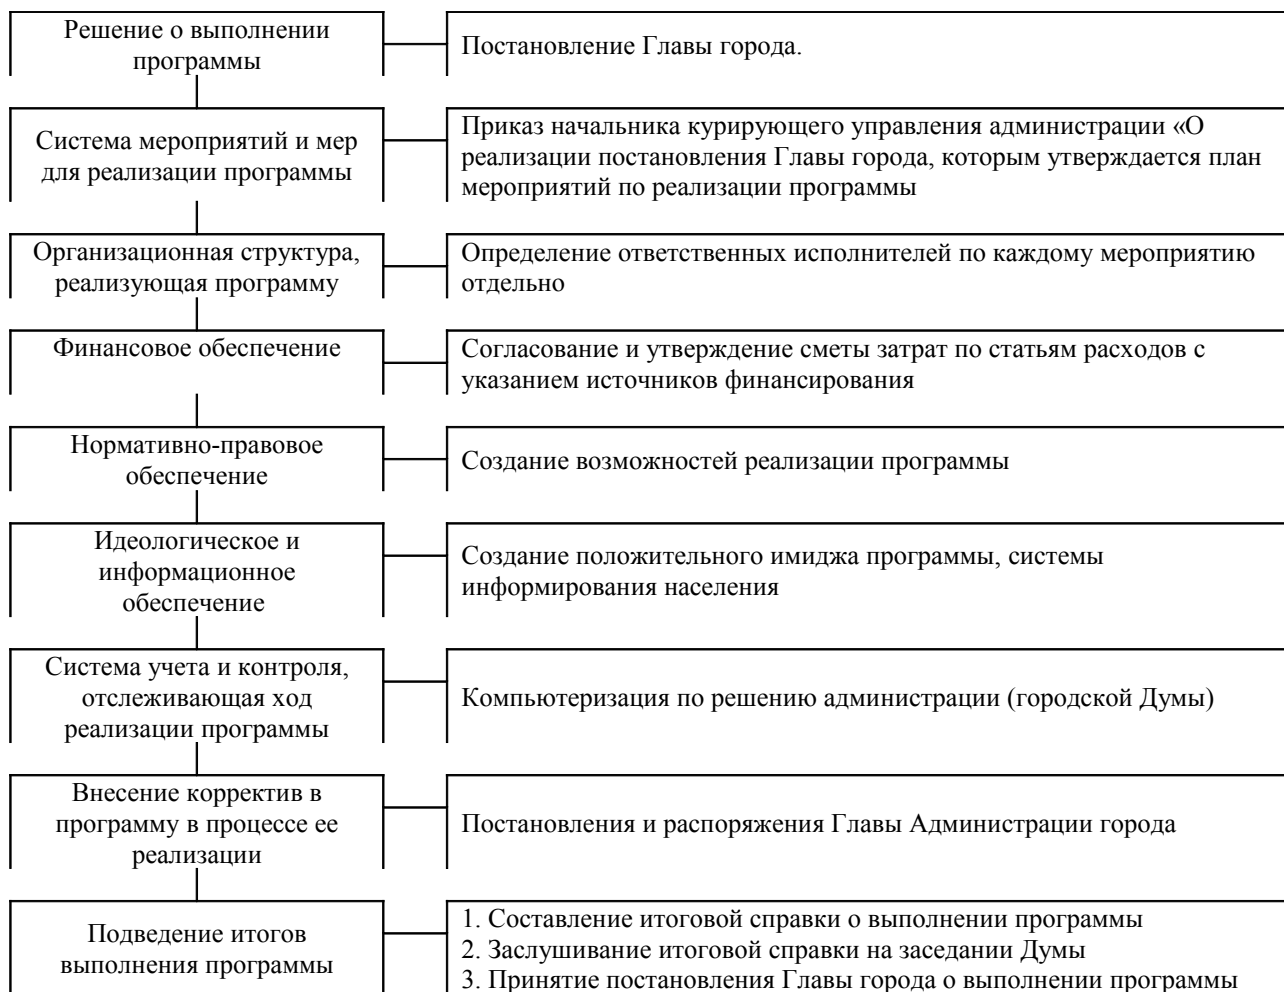 Решение о выполнении
программы
Постановление Главы города.
Система мероприятий и мер
для реализации программы
Приказ начальника курирующего управления администрации «О
реализации постановления Главы города, которым утверждается план
мероприятий по реализации программы
Организационная структура,
реализующая программу
Определение ответственных исполнителей по каждому мероприятию
отдельно
Финансовое обеспечение
Согласование и утверждение сметы затрат по статьям расходов с
указанием источников финансирования
Нормативно-правовое
обеспечение
Создание возможностей реализации программы
Идеологическое и
информационное
обеспечение
Создание положительного имиджа программы, системы
информирования населения
Система учета и контроля,
отслеживающая ход
реализации программы
Компьютеризация по решению администрации (городской Думы)
Внесение корректив в
программу в процессе ее
реализации
Постановления и распоряжения Главы Администрации города
Подведение итогов
выполнения программы
1. Составление итоговой справки о выполнении программы
2. Заслушивание итоговой справки на заседании Думы
3. Принятие постановления Главы города о выполнении программы